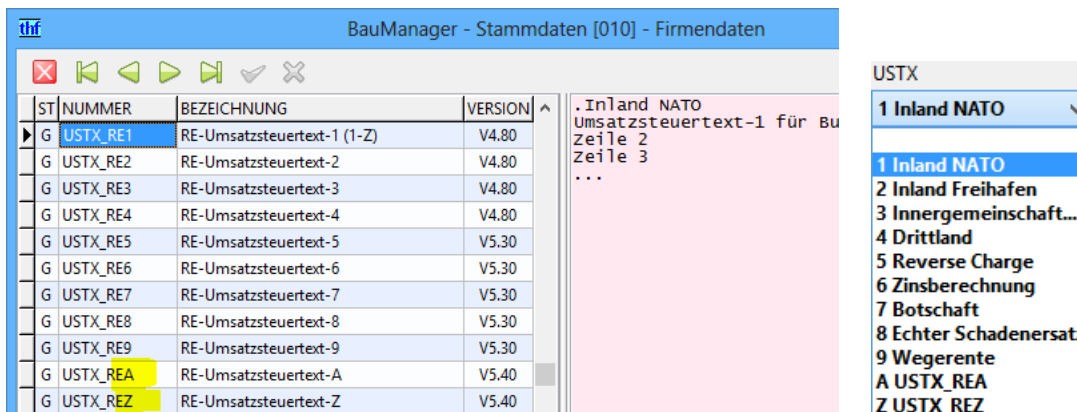 thf BauManager - Stammdaten [010] - Firmendaten
ST NUMMER BEZEICHNUNG VERSION
G USTX_RE1 RE-Umsatzsteuertext-1 (1-Z) V4.80
G USTX_RE2 RE-Umsatzsteuertext-2 V4.80
G USTX_RE3 RE-Umsatzsteuertext-3 V4.80
G USTX_RE4 RE-Umsatzsteuertext-4 V4.80
G USTX_RE5 RE-Umsatzsteuertext-5 V5.30
G USTX_RE6 RE-Umsatzsteuertext-6 V5.30
G USTX_RE7 RE-Umsatzsteuertext-7 V5.30
G USTX_RE8 RE-Umsatzsteuertext-8 V5.30
G USTX_RE9 RE-Umsatzsteuertext-9 V5.30
G USTX_REA RE-Umsatzsteuertext-A V5.40
G USTX_REZ RE-Umsatzsteuertext-Z V5.40
.Inland NATO
Umsatzsteuertext-1 für Bu
Zeile 2
Zeile 3
...
USTX
1 Inland NATO
1 Inland NATO
2 Inland Freihafen
3 Innergemeinschaft...
4 Drittland
5 Reverse Charge
6 Zinsberechnung
7 Botschaft
8 Echter Schadenersat.
9 Wegerente
A USTX_REA
Z USTX_REZ